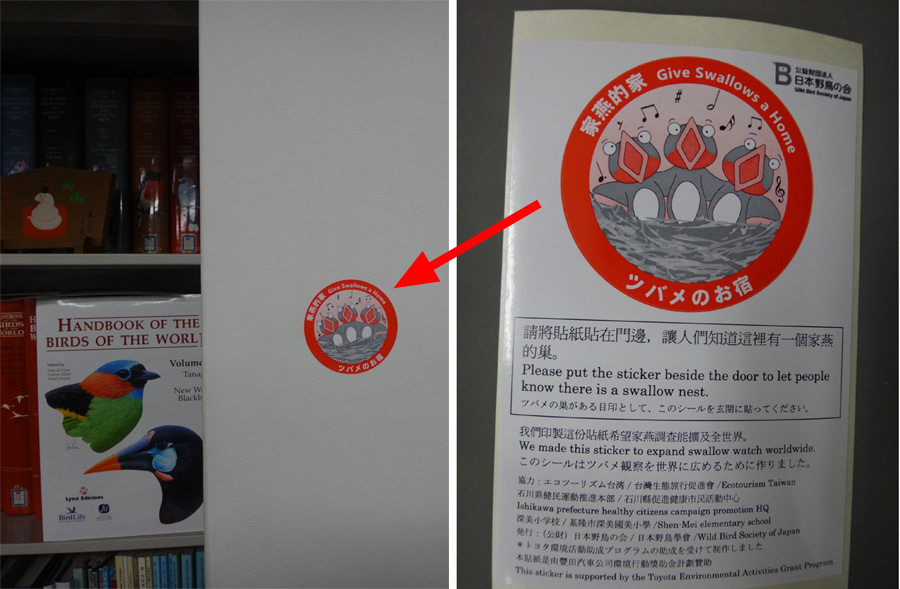 HANDBOOK OF THE
BIRDS OF THE WORL
Volume
Tana
New Wo
Blackb
Lynx Edicions
BirdLife
家燕的家 Give Swallows a Home
ツバメのお宿
公益財団法人
日本野鳥の会
Wild Bird Society of Japan
家燕的家 Give Swallows a Home
ツバメのお宿
請將貼紙貼在門邊，讓人們知道這裡有一個家燕
的巢。
Please put the sticker beside the door to let people
know there is a swallow nest.
ツバメの巣がある目印として、このシールを玄関に貼ってください。
我們印製這份貼紙希望家燕調查能擴及全世界。
We made this sticker to expand swallow watch worldwide.
このシールはツバメ観察を世界に広めるために作りました。
協力：エコツーリズム台湾 / 台灣生態旅行促進會 /Ecotourism Taiwan
石川県健民運動推進本部 / 石川縣促進健康市民活動中心
Ishikawa prefecture healthy citizens campaign promotion HQ
深美小学校 / 基隆市深美國美小學 /Shen-Mei elementary school
発行：（公財）日本野鳥の会 / 日本野鳥學會 /Wild Bird Society of Japan
＊トヨタ環境活動助成プログラムの助成を受けて制作しました
本貼紙是由豐田汽車公司環境行動獎助金計劃贊助
This sticker is supported by the Toyota Environmental Activities Grant Program